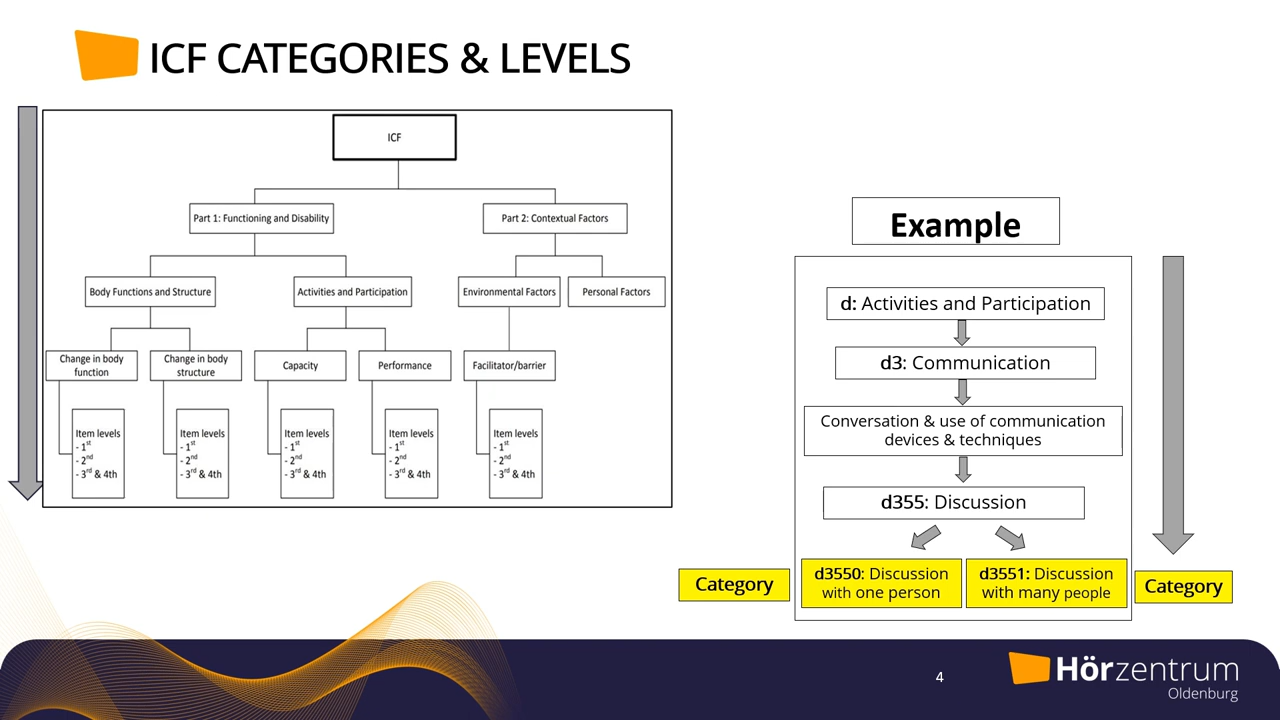 ICF CATEGORIES & LEVELS
ICF
Part 1: Functioning and Disability
Part 2: Contextual Factors
Body Functions and Structure
Activities and Participation
Environmental Factors
Personal Factors
Change in body
function
Change in body
structure
Capacity
Performance
Facilitator/barrier
Item levels
- 1st
- 2nd
- 3rd & 4th
Item levels
- 1st
- 2nd
- 3rd & 4th
Item levels
- 1st
- 2nd
- 3rd & 4th
Item levels
- 1st
- 2nd
- 3rd & 4th
Item levels
- 1st
- 2nd
- 3rd & 4th
Example
d: Activities and Participation
d3: Communication
Conversation & use of communication
devices & techniques
d355: Discussion
Category
d3550: Discussion
with one person
d3551: Discussion
with many people
Category
4
Hörzentrum
Oldenburg